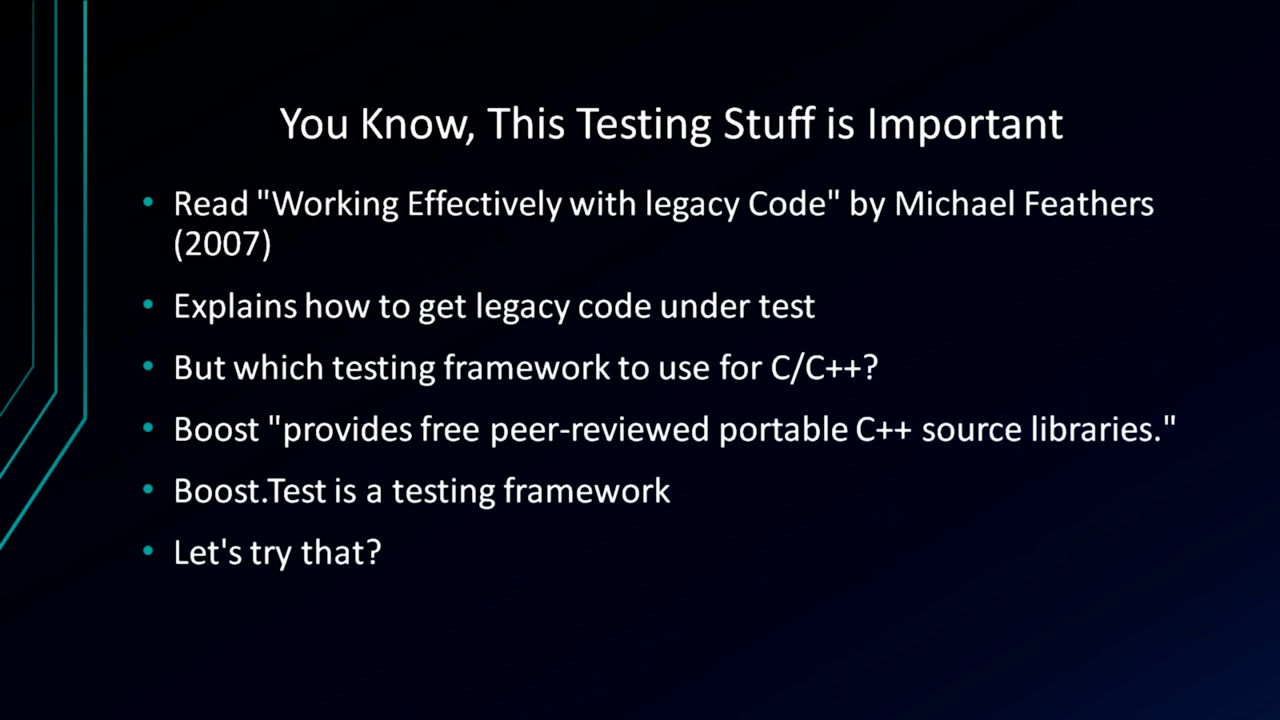 You Know, This Testing Stuff is Important
• Read "Working Effectively with legacy Code" by Michael Feathers
(2007)
• Explains how to get legacy code under test
• But which testing framework to use for C/C++?
• Boost "provides free peer-reviewed portable C++ source libraries."
• Boost.Test is a testing framework
• Let's try that?